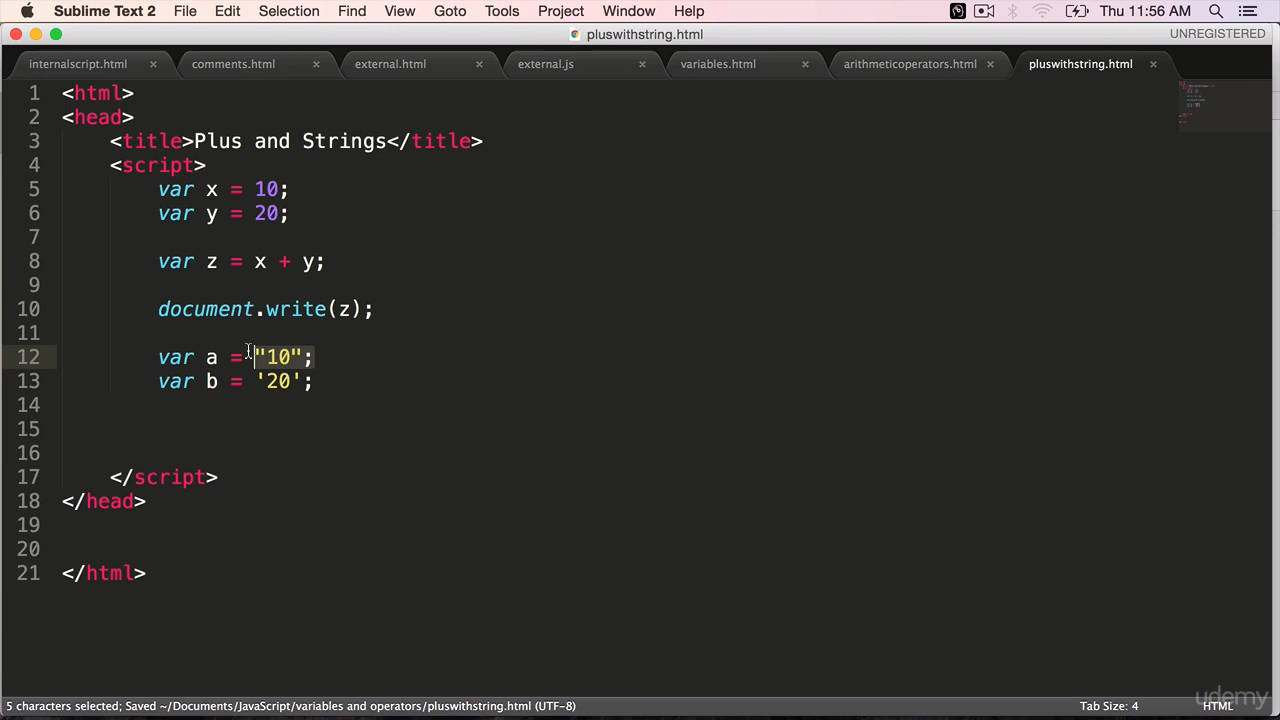 Sublime Text 2 File Edit Selection Find View Goto Tools Project Window Help Thu 11:56 AM
pluswithstring.html UNREGISTERED
internalscript.html × comments.html × external.html × external.js × variables.html × arithmeticoperators.html × pluswithstring.html ×
1 <html>
2 <head>
3 <title>Plus and Strings</title>
4 <script>
5 var x = 10;
6 var y = 20;
7
8 var z = x + y;
9
10 document.write(z);
11
12 var a = "10";
13 var b = '20';
14
15
16
17 </script>
18 </head>
19
20
21 </html>
5 characters selected; Saved ~/Documents/JavaScript/variables and operators/pluswithstring.html (UTF-8) Tab Size: 4 HTML
udemy